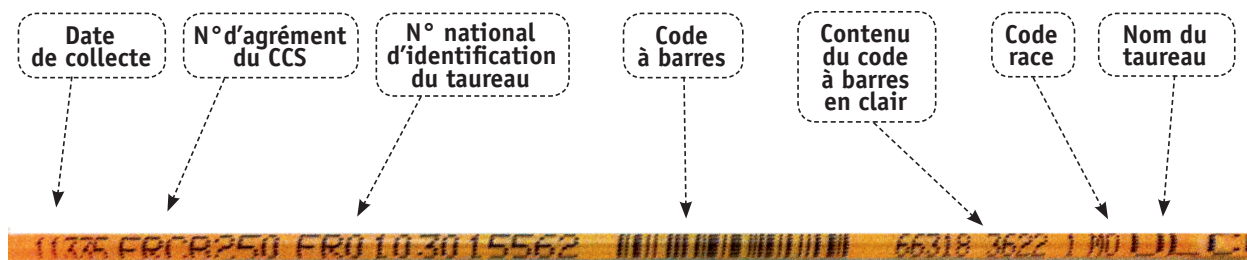 Date
de collecte
N°d'agrément
du CCS
N° national
d'identification
du taureau
Code
à barres
Contenu
du code
à barres
en clair
Code
race
Nom du
taureau
11335 FRCB250 FR0103015562 66318 3622 1 MO